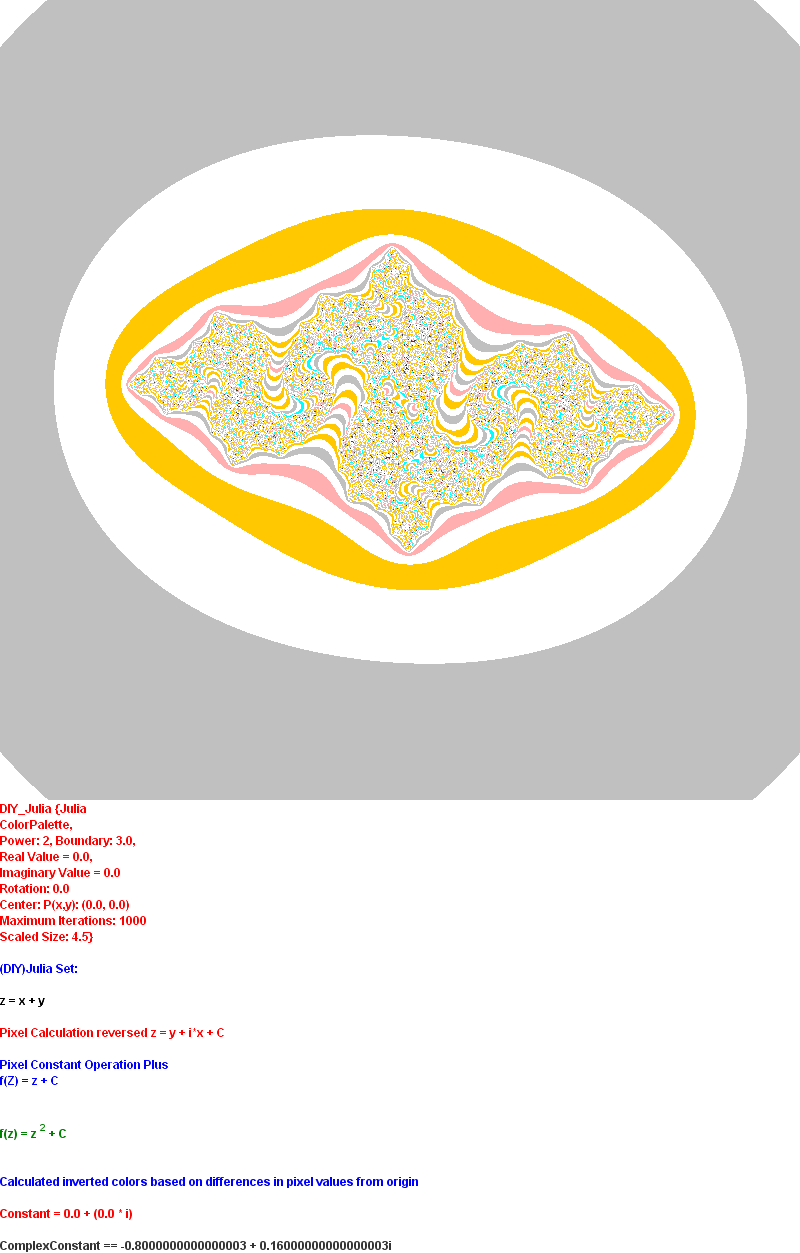 DIY_Julia {Julia
ColorPalette,
Power: 2, Boundary: 3.0,
Real Value = 0.0,
Imaginary Value = 0.0
Rotation: 0.0
Center: P(x,y): (0.0, 0.0)
Maximum Iterations: 1000
Scaled Size: 4.5}
(DIY)Julia Set:
z = x + y
Pixel Calculation reversed z = y + i*x + C
Pixel Constant Operation Plus
f(Z) = z + C
f(z) = z 2 + C
Calculated inverted colors based on differences in pixel values from origin
Constant = 0.0 + (0.0 * i)
ComplexConstant == -0.8000000000000003 + 0.16000000000000003i